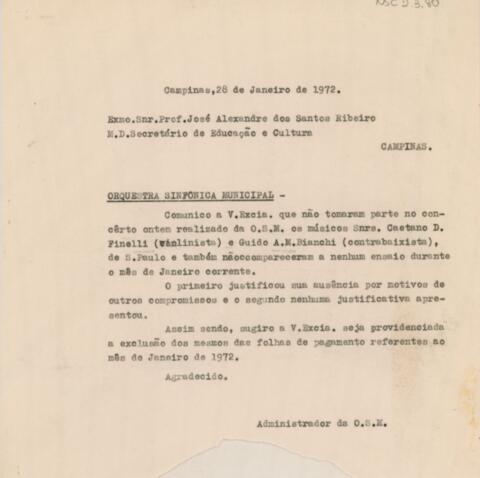 NSC D.3.80
Campinas,28 de Janeiro de 1972.
Exmo.Snr.Prof.José Alexandre dos Santos Ribeiro
M.D.Secretário de Educação e Cultura
CAMPINAS.
ORQUESTRA SINFÔNICA MUNICIPAL -
Comunico a V.Excia. que não tomaram parte no con-
cêrto ontem realizado da O.S.M. os músicos Snrs. Caetano D.
Finelli (violinista) e Guido A.M.Bianchi (contrabaixista),
de S.Paulo e também nãoccompareceram a nenhum ensaio durante
o mês de Janeiro corrente.
O primeiro justificou sua ausência por motivos de
outros compromissos e o segundo nenhuma justificativa apre-
sentou.
Assim sendo, sugiro a V.Excia. seja providenciada
a exclusão dos mesmos das folhas de pagamento referentes ao
mês de Janeiro de 1972.
Agradecido.
Administrador da O.S.M.